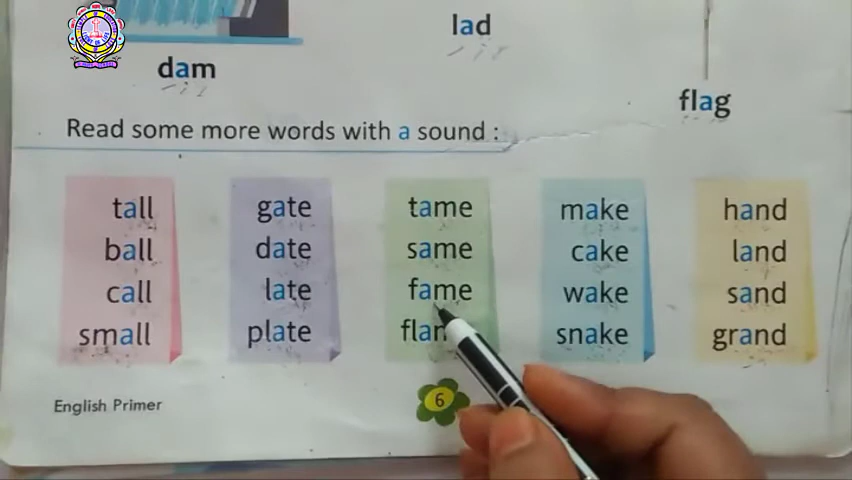 lad
dam
flag
Read some more words with a sound :
tall
ball
call
small
gate
date
late
plate
tame
same
fame
make
cake
wake
snake
hand
land
sand
grand
English Primer
6